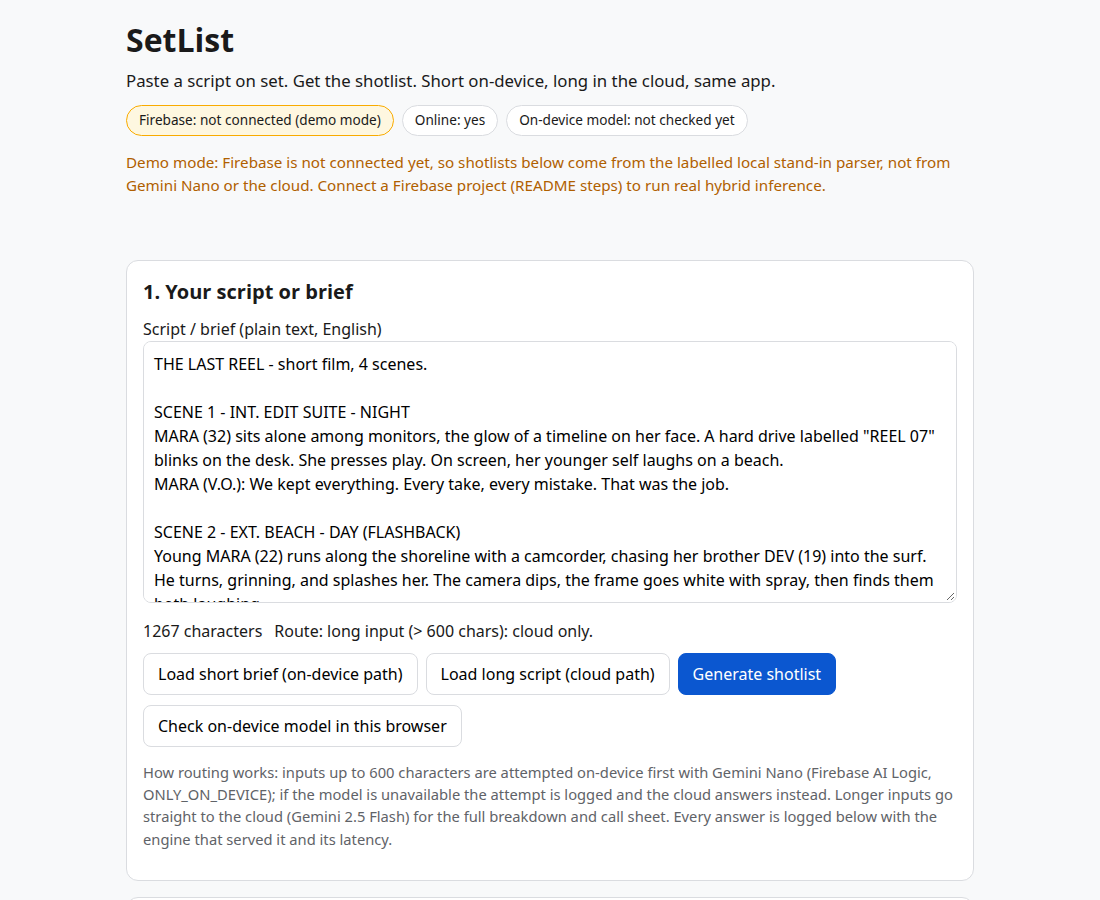 SetList
Paste a script on set. Get the shotlist. Short on-device, long in the cloud, same app.
Firebase: not connected (demo mode)
Online: yes
On-device model: not checked yet
Demo mode: Firebase is not connected yet, so shotlists below come from the labelled local stand-in parser, not from
Gemini Nano or the cloud. Connect a Firebase project (README steps) to run real hybrid inference.
1. Your script or brief
Script / brief (plain text, English)
THE LAST REEL - short film, 4 scenes.
SCENE 1 - INT. EDIT SUITE - NIGHT
MARA (32) sits alone among monitors, the glow of a timeline on her face. A hard drive labelled "REEL 07"
blinks on the desk. She presses play. On screen, her younger self laughs on a beach.
MARA (V.O.): We kept everything. Every take, every mistake. That was the job.
SCENE 2 - EXT. BEACH - DAY (FLASHBACK)
Young MARA (22) runs along the shoreline with a camcorder, chasing her brother DEV (19) into the surf.
He turns, grinning, and splashes her. The camera dips, the frame goes white with spray, then finds them
1267 characters Route: long input (> 600 chars): cloud only.
Load short brief (on-device path)
Load long script (cloud path)
Generate shotlist
Check on-device model in this browser
How routing works: inputs up to 600 characters are attempted on-device first with Gemini Nano (Firebase AI Logic,
ONLY_ON_DEVICE); if the model is unavailable the attempt is logged and the cloud answers instead. Longer inputs go
straight to the cloud (Gemini 2.5 Flash) for the full breakdown and call sheet. Every answer is logged below with the
engine that served it and its latency.